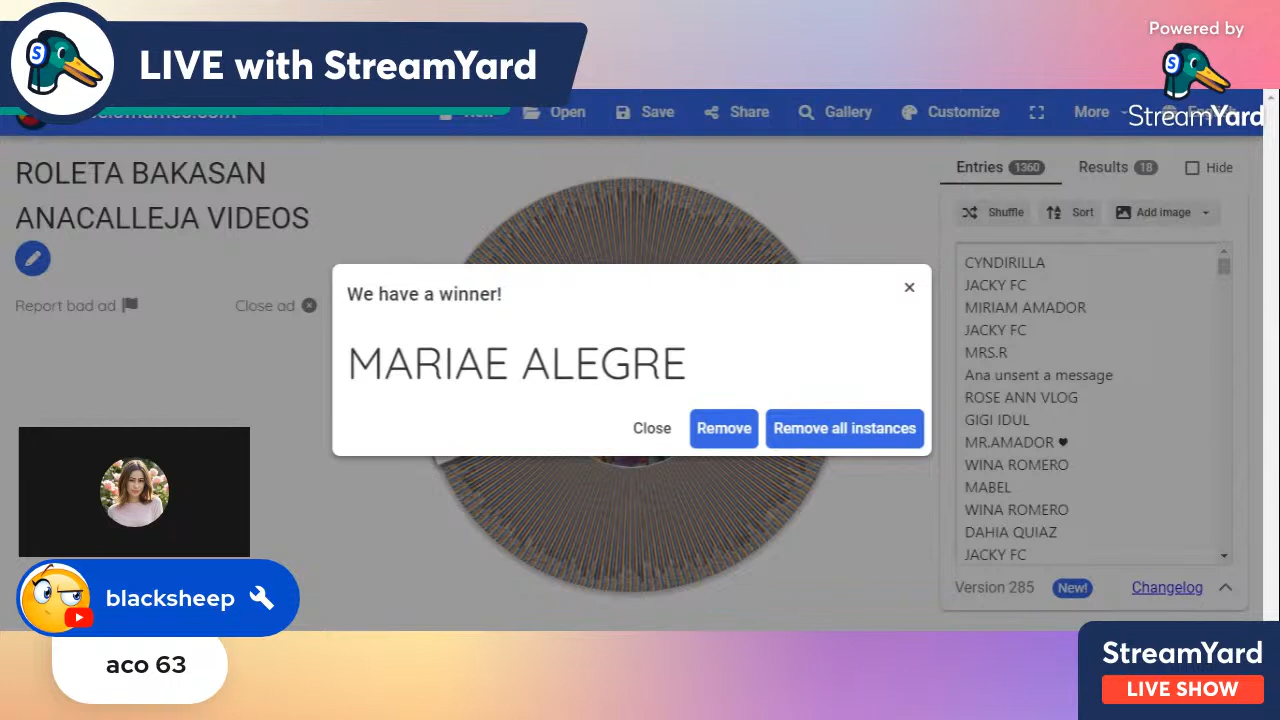 LIVE with StreamYard
Powered by
StreamYard
Open
Save
Share
Gallery
Customize
More
ROLETA BAKASAN
ANACALLEJA VIDEOS
Report bad ad
Close ad
Entries 1360
Results 18
Hide
Shuffle
Sort
Add image
CYNDIRILLA
JACKY FC
MIRIAM AMADOR
JACKY FC
MRS.R
Ana unsent a message
ROSE ANN VLOG
GIGI IDUL
MR.AMADOR ♥
WINA ROMERO
MABEL
WINA ROMERO
DAHIA QUIAZ
JACKY FC
Version 285
New!
Changelog
We have a winner!
MARIAE ALEGRE
Close
Remove
Remove all instances
S
blacksheep
aco 63
StreamYard
LIVE SHOW